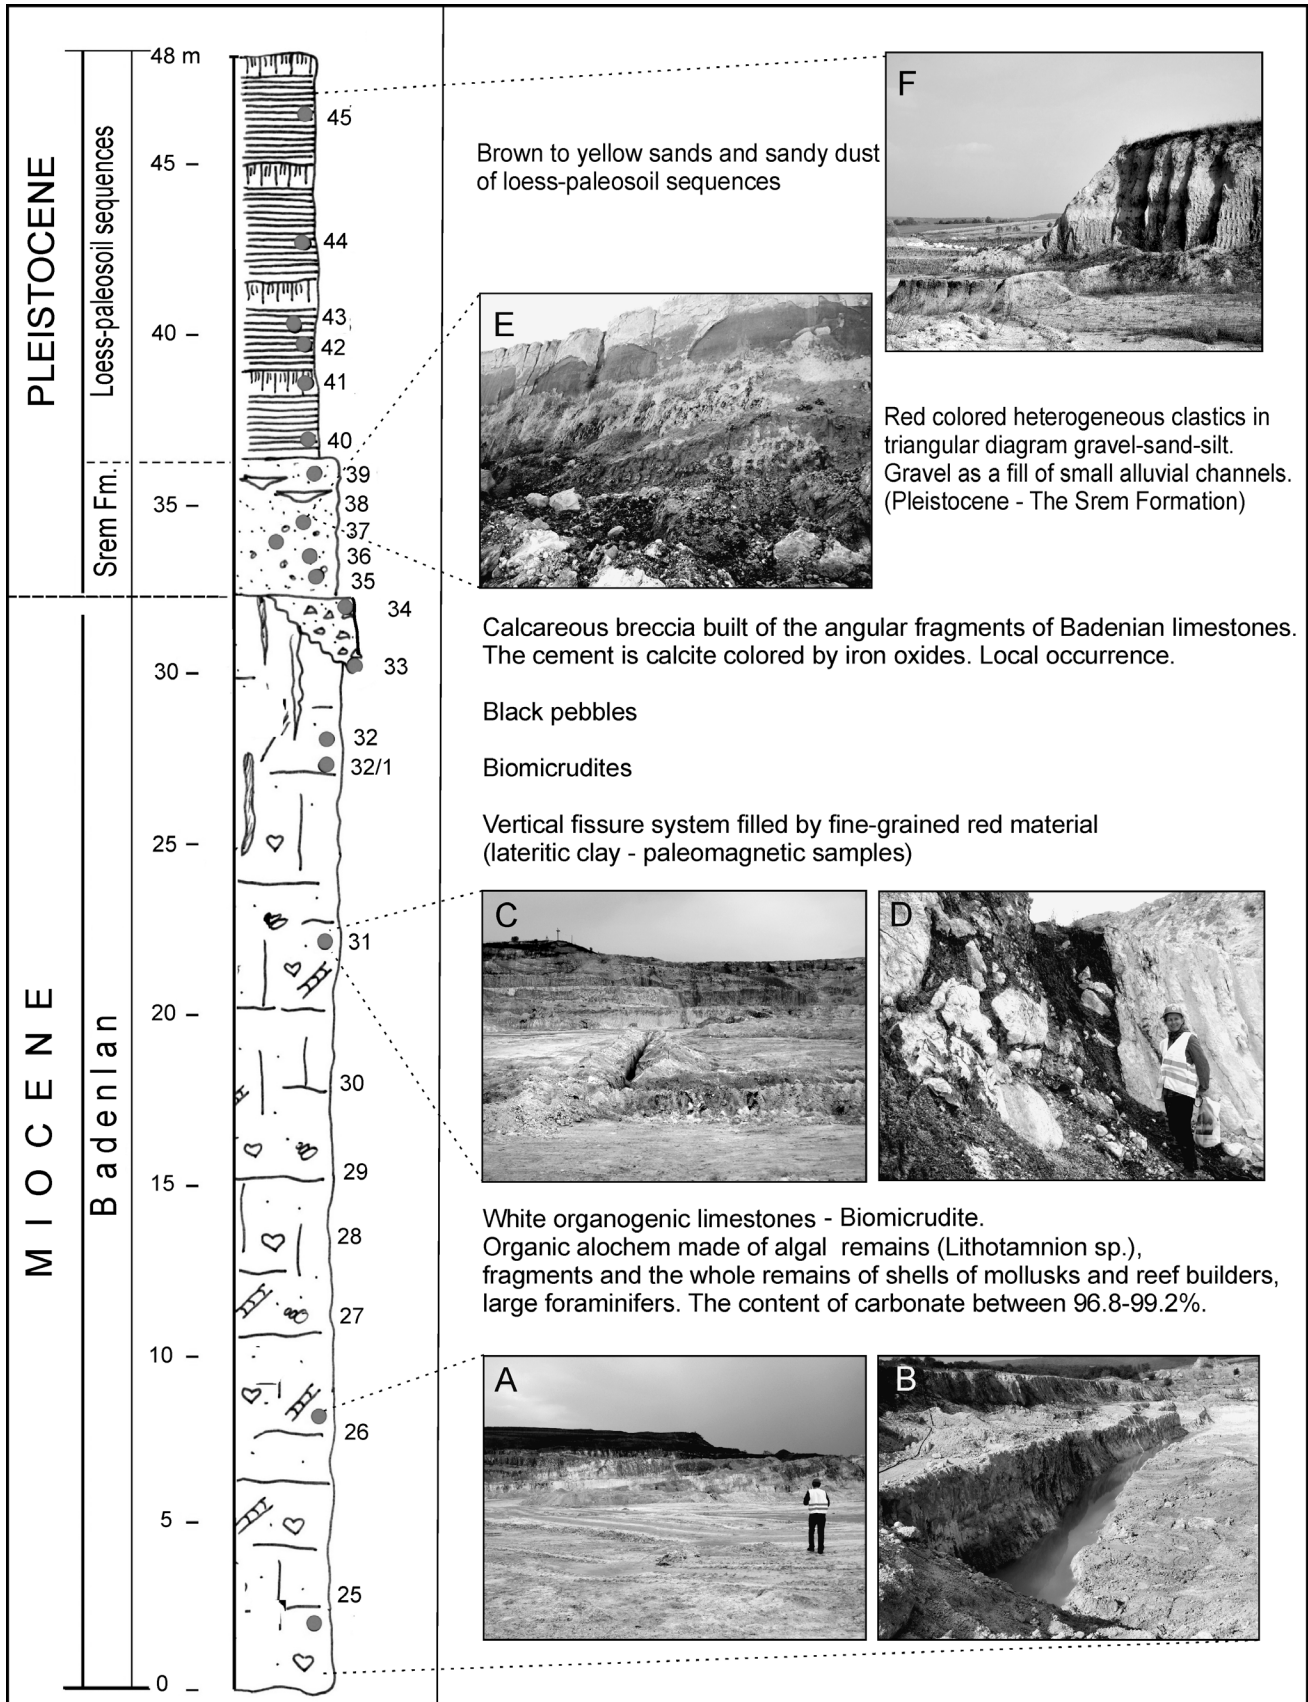 48 m
45 –
40 –
35 –
30 –
25 –
20 –
15 –
10 –
5 –
0 –
PLEISTOCENE
Loess-paleosoil sequences
Srem Fm.
MIOCENE
Badenlan
45
44
43
42
41
40
39
38
37
36
35
34
33
32
32/1
31
30
29
28
27
26
25
F
Brown to yellow sands and sandy dust
of loess-paleosoil sequences
E
Red colored heterogeneous clastics in
triangular diagram gravel-sand-silt.
Gravel as a fill of small alluvial channels.
(Pleistocene - The Srem Formation)
Calcareous breccia built of the angular fragments of Badenian limestones.
The cement is calcite colored by iron oxides. Local occurrence.
Black pebbles
Biomicrudites
Vertical fissure system filled by fine-grained red material
(lateritic clay - paleomagnetic samples)
C
D
White organogenic limestones - Biomicrudite.
Organic alochem made of algal remains (Lithotamnion sp.),
fragments and the whole remains of shells of mollusks and reef builders,
large foraminifers. The content of carbonate between 96.8-99.2%.
A
B